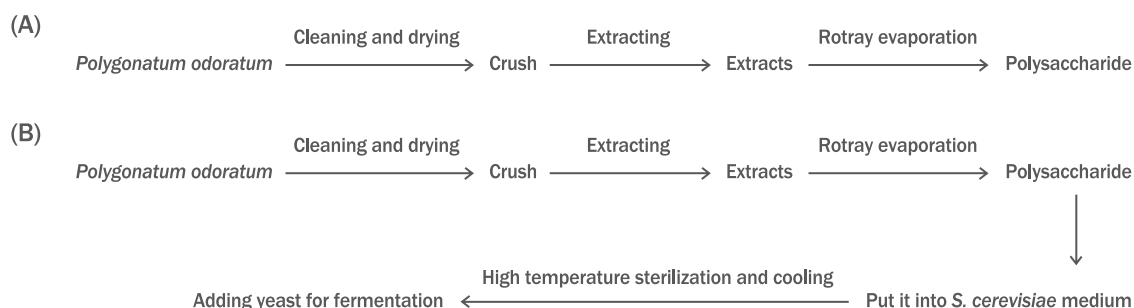 (A)
Cleaning and drying Extracting Rotray evaporation
Polygonatum odoratum Crush Extracts Polysaccharide
(B)
Cleaning and drying Extracting Rotray evaporation
Polygonatum odoratum Crush Extracts Polysaccharide
High temperature sterilization and cooling
Adding yeast for fermentation Put it into S. cerevisiae medium